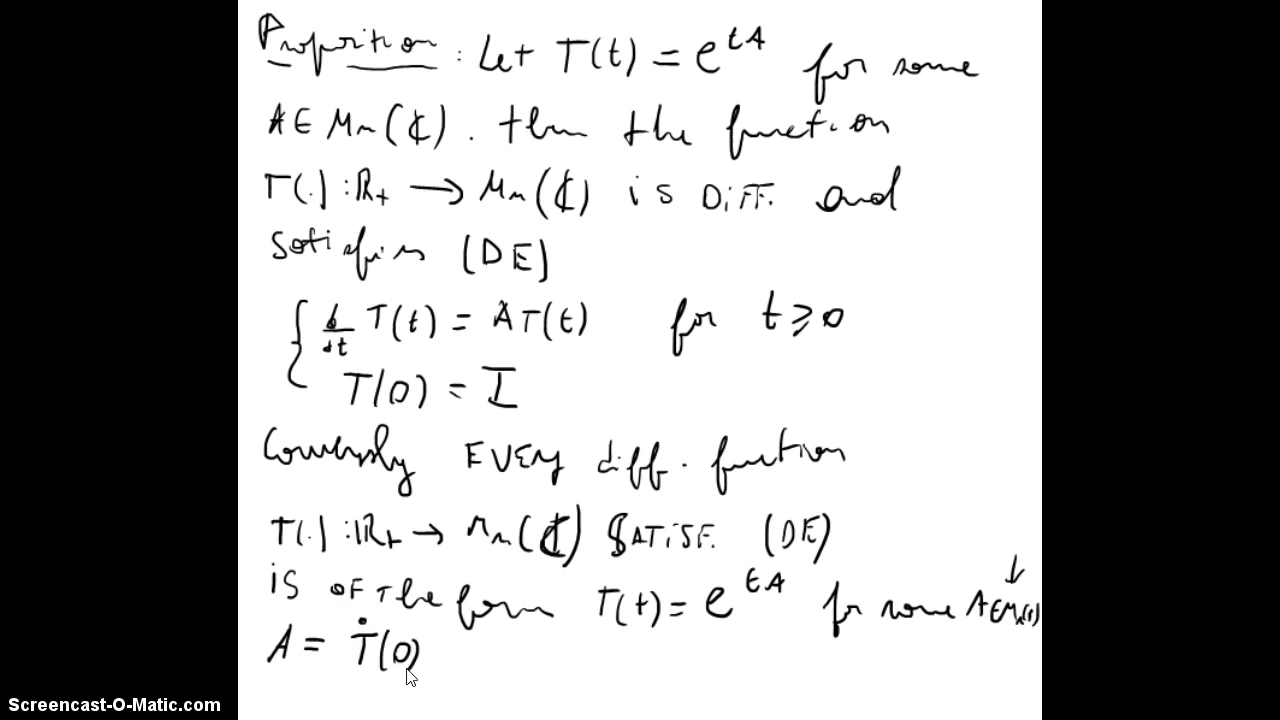 Proposition : Let T(t) = e^{tA} for some
A ∈ Mn(ℂ). then the function
T(.) : ℝ+ → Mn(ℂ) is DiFF. and
satisfies (DE)
{ d/dt T(t) = AT(t) for t ≥ 0
T(0) = I
Conversely EVERY diff. function
T(.) : ℝ+ → Mn(ℂ) SATiSF. (DE)
is OF The form T(t) = e^{tA} for some A ∈ Mn(ℂ)
↓
A = Ṫ(0)
Screencast-O-Matic.com